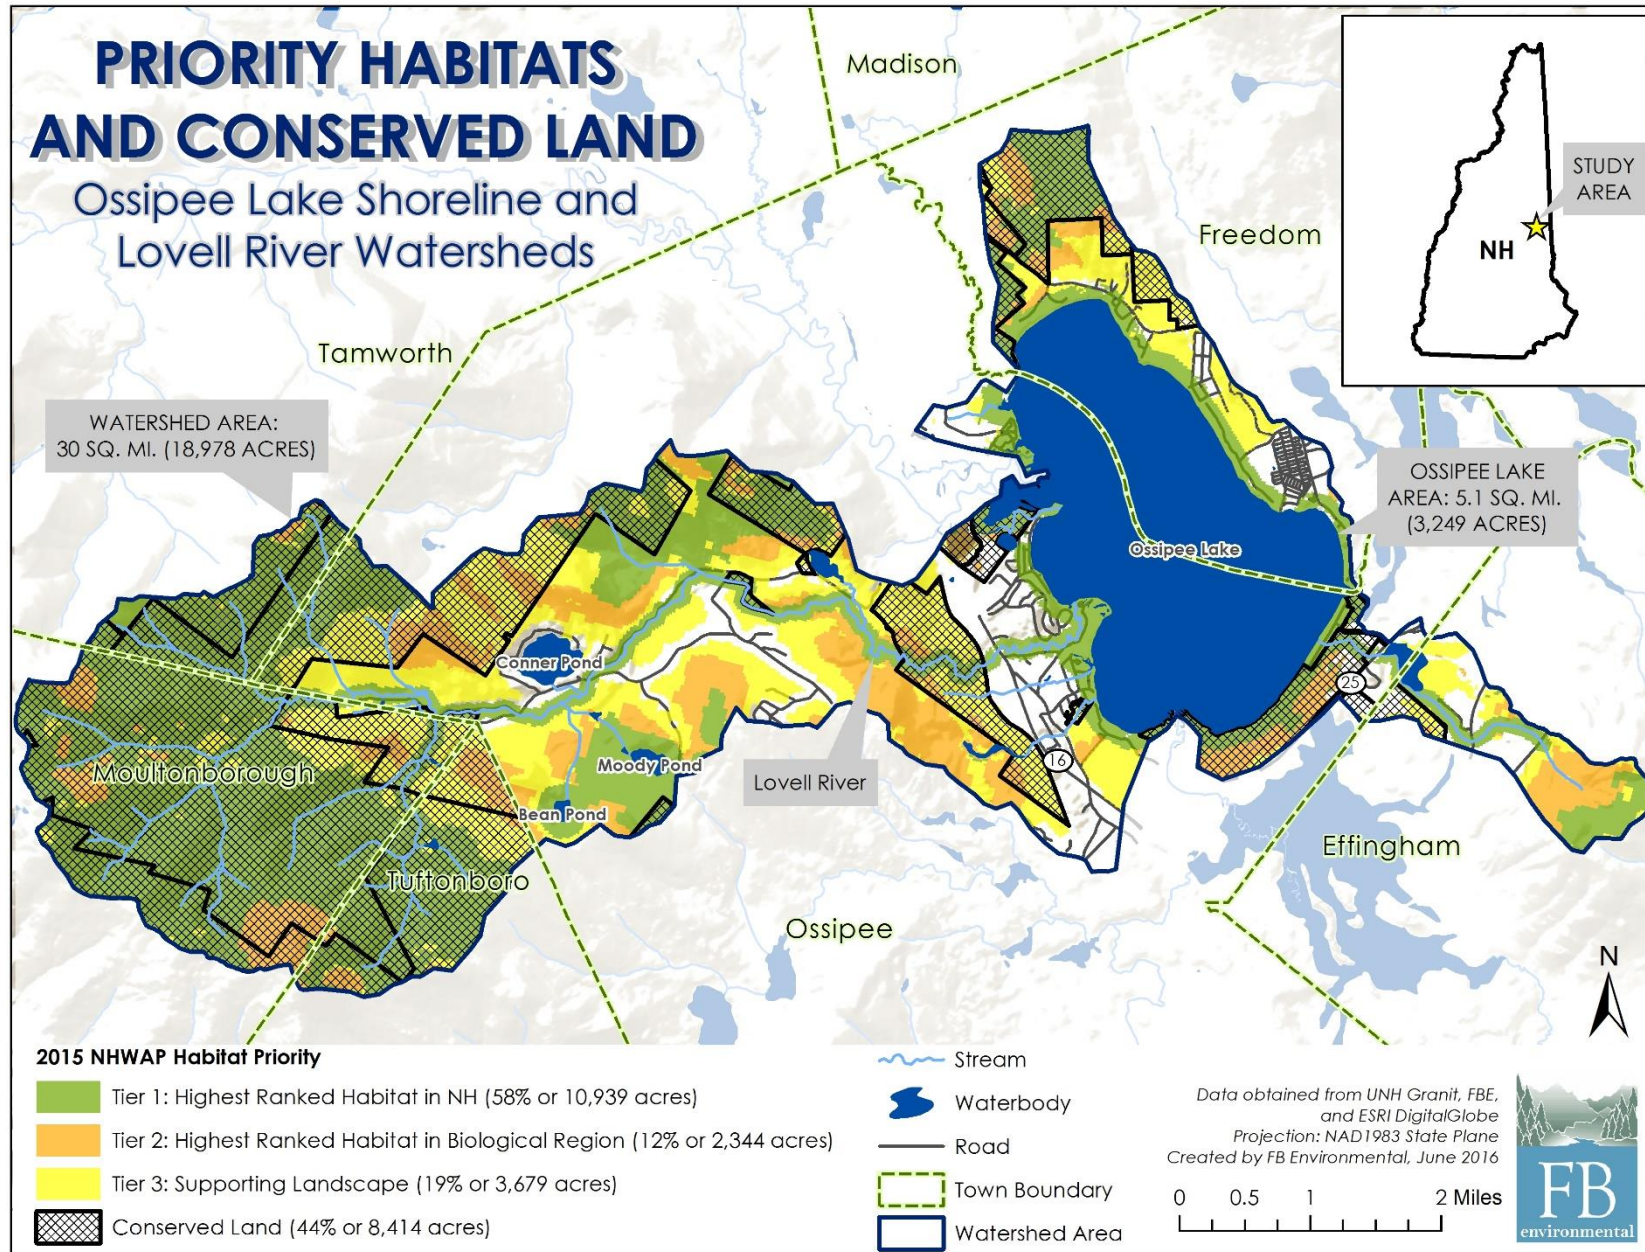 PRIORITY HABITATS
AND CONSERVED LAND
Ossipee Lake Shoreline and
Lovell River Watersheds
Madison
Freedom
STUDY
AREA
NH
Tamworth
WATERSHED AREA:
30 SQ. MI. (18,978 ACRES)
OSSIPEE LAKE
AREA: 5.1 SQ. MI.
(3,249 ACRES)
Ossipee Lake
Conner Pond
25
Moultonborough
Moody Pond
16
Lovell River
Bean Pond
Effingham
Tuftonboro
Ossipee
N
2015 NHWAP Habitat Priority
Tier 1: Highest Ranked Habitat in NH (58% or 10,939 acres)
Tier 2: Highest Ranked Habitat in Biological Region (12% or 2,344 acres)
Tier 3: Supporting Landscape (19% or 3,679 acres)
Conserved Land (44% or 8,414 acres)
Stream
Waterbody
Road
Town Boundary
Watershed Area
Data obtained from UNH Granit, FBE,
and ESRI DigitalGlobe
Projection: NAD1983 State Plane
Created by FB Environmental, June 2016
0 0.5 1 2 Miles
FB
environmental